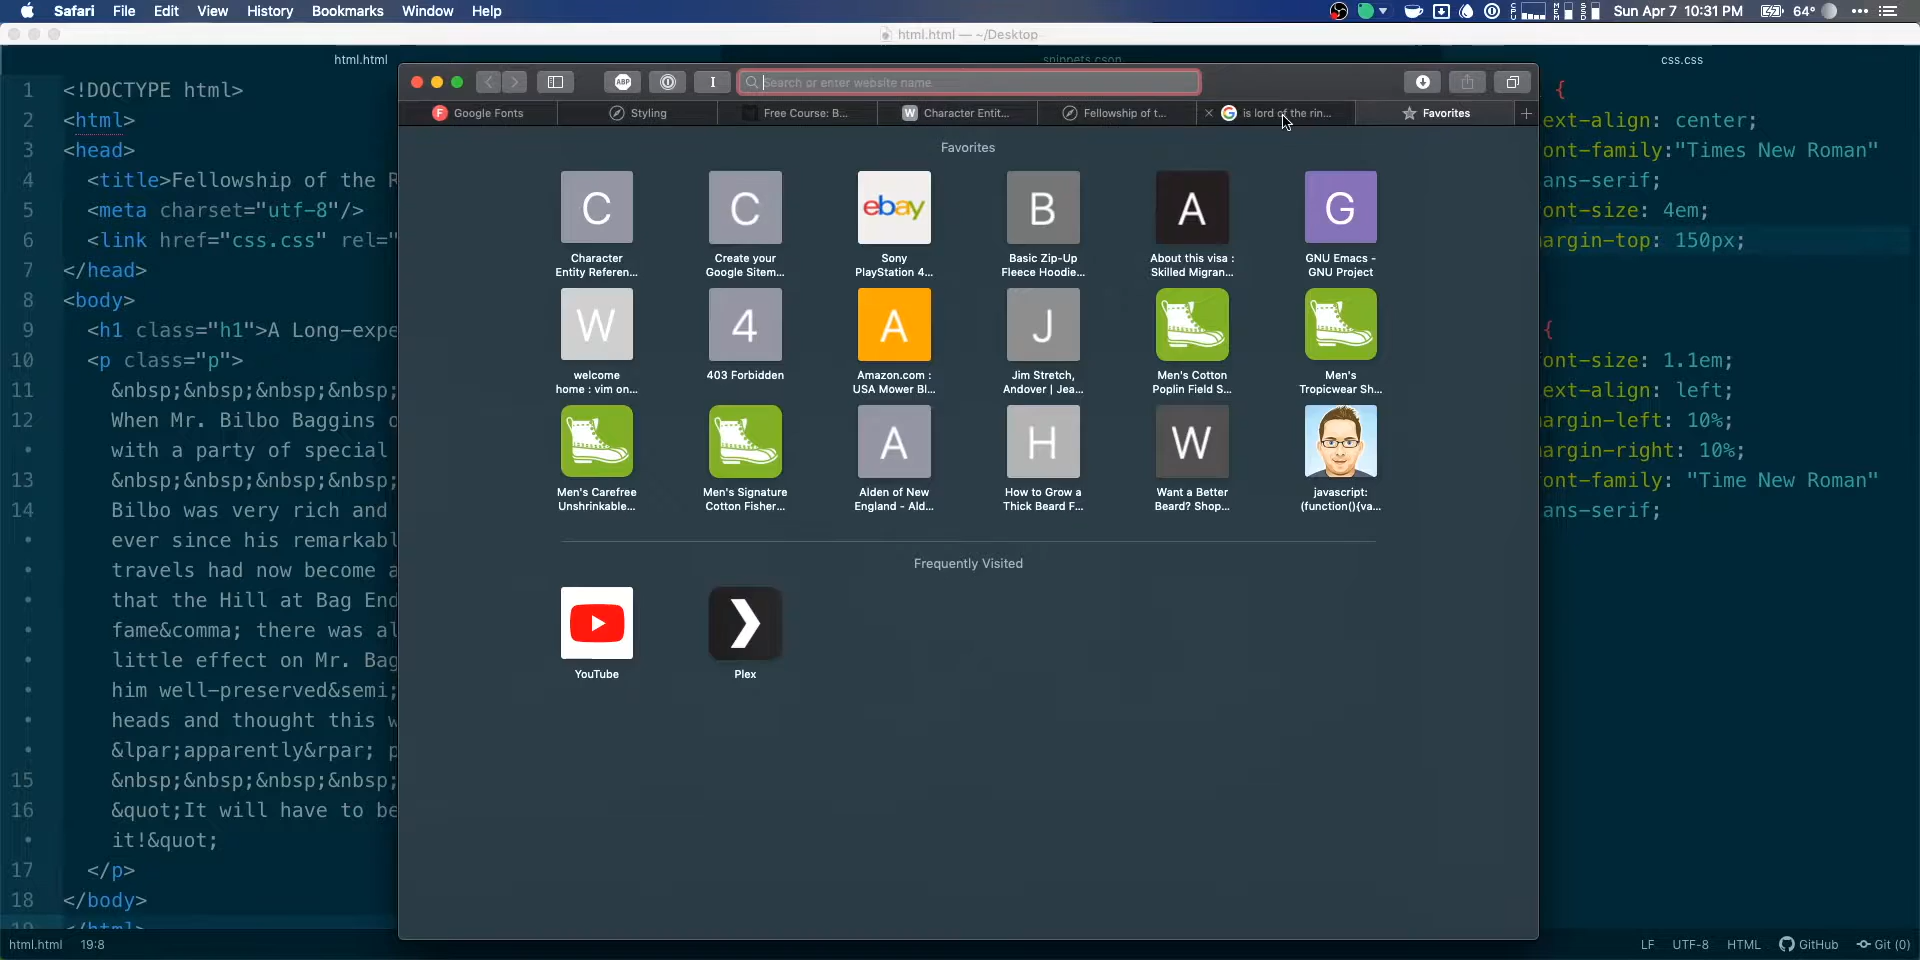 Safari File Edit View History Bookmarks Window Help
Sun Apr 7 10:31 PM 64°
html.html — ~/Desktop
html.html
snippets.cson
css.css
Search or enter website name
Google Fonts
Styling
Free Course: B...
Character Entit...
Fellowship of t...
is lord of the rin...
Favorites
1 <!DOCTYPE html>
2 <html>
3 <head>
4 <title>Fellowship of the R
5 <meta charset="utf-8"/>
6 <link href="css.css" rel="
7 </head>
8 <body>
9 <h1 class="h1">A Long-expe
10 <p class="p">
11 &nbsp;&nbsp;&nbsp;&nbsp;
12 When Mr. Bilbo Baggins o
with a party of special
13 &nbsp;&nbsp;&nbsp;&nbsp;
14 Bilbo was very rich and
ever since his remarkabl
travels had now become a
that the Hill at Bag End
fame&comma; there was al
little effect on Mr. Bag
him well-preserved&semi;
heads and thought this w
&lpar;apparently&rpar; p
15 &nbsp;&nbsp;&nbsp;&nbsp;
16 &quot;It will have to be
it!&quot;
17 </p>
18 </body>
19 </html>
Favorites
C
Character
Entity Referen...
C
Create your
Google Sitem...
ebay
Sony
PlayStation 4...
B
Basic Zip-Up
Fleece Hoodie...
A
About this visa :
Skilled Migran...
G
GNU Emacs -
GNU Project
W
welcome
home : vim on...
4
403 Forbidden
A
Amazon.com :
USA Mower Bl...
J
Jim Stretch,
Andover | Jea...
Men's Cotton
Poplin Field S...
Men's
Tropicwear Sh...
Men's Carefree
Unshrinkable...
Men's Signature
Cotton Fisher...
A
Alden of New
England - Ald...
H
How to Grow a
Thick Beard F...
W
Want a Better
Beard? Shop...
javascript:
(function(){va...
Frequently Visited
YouTube
Plex
{
ext-align: center;
ont-family:"Times New Roman"
ans-serif;
ont-size: 4em;
argin-top: 150px;
{
ont-size: 1.1em;
ext-align: left;
argin-left: 10%;
argin-right: 10%;
ont-family: "Time New Roman"
ans-serif;
html.html 19:8
LF UTF-8 HTML GitHub Git (0)